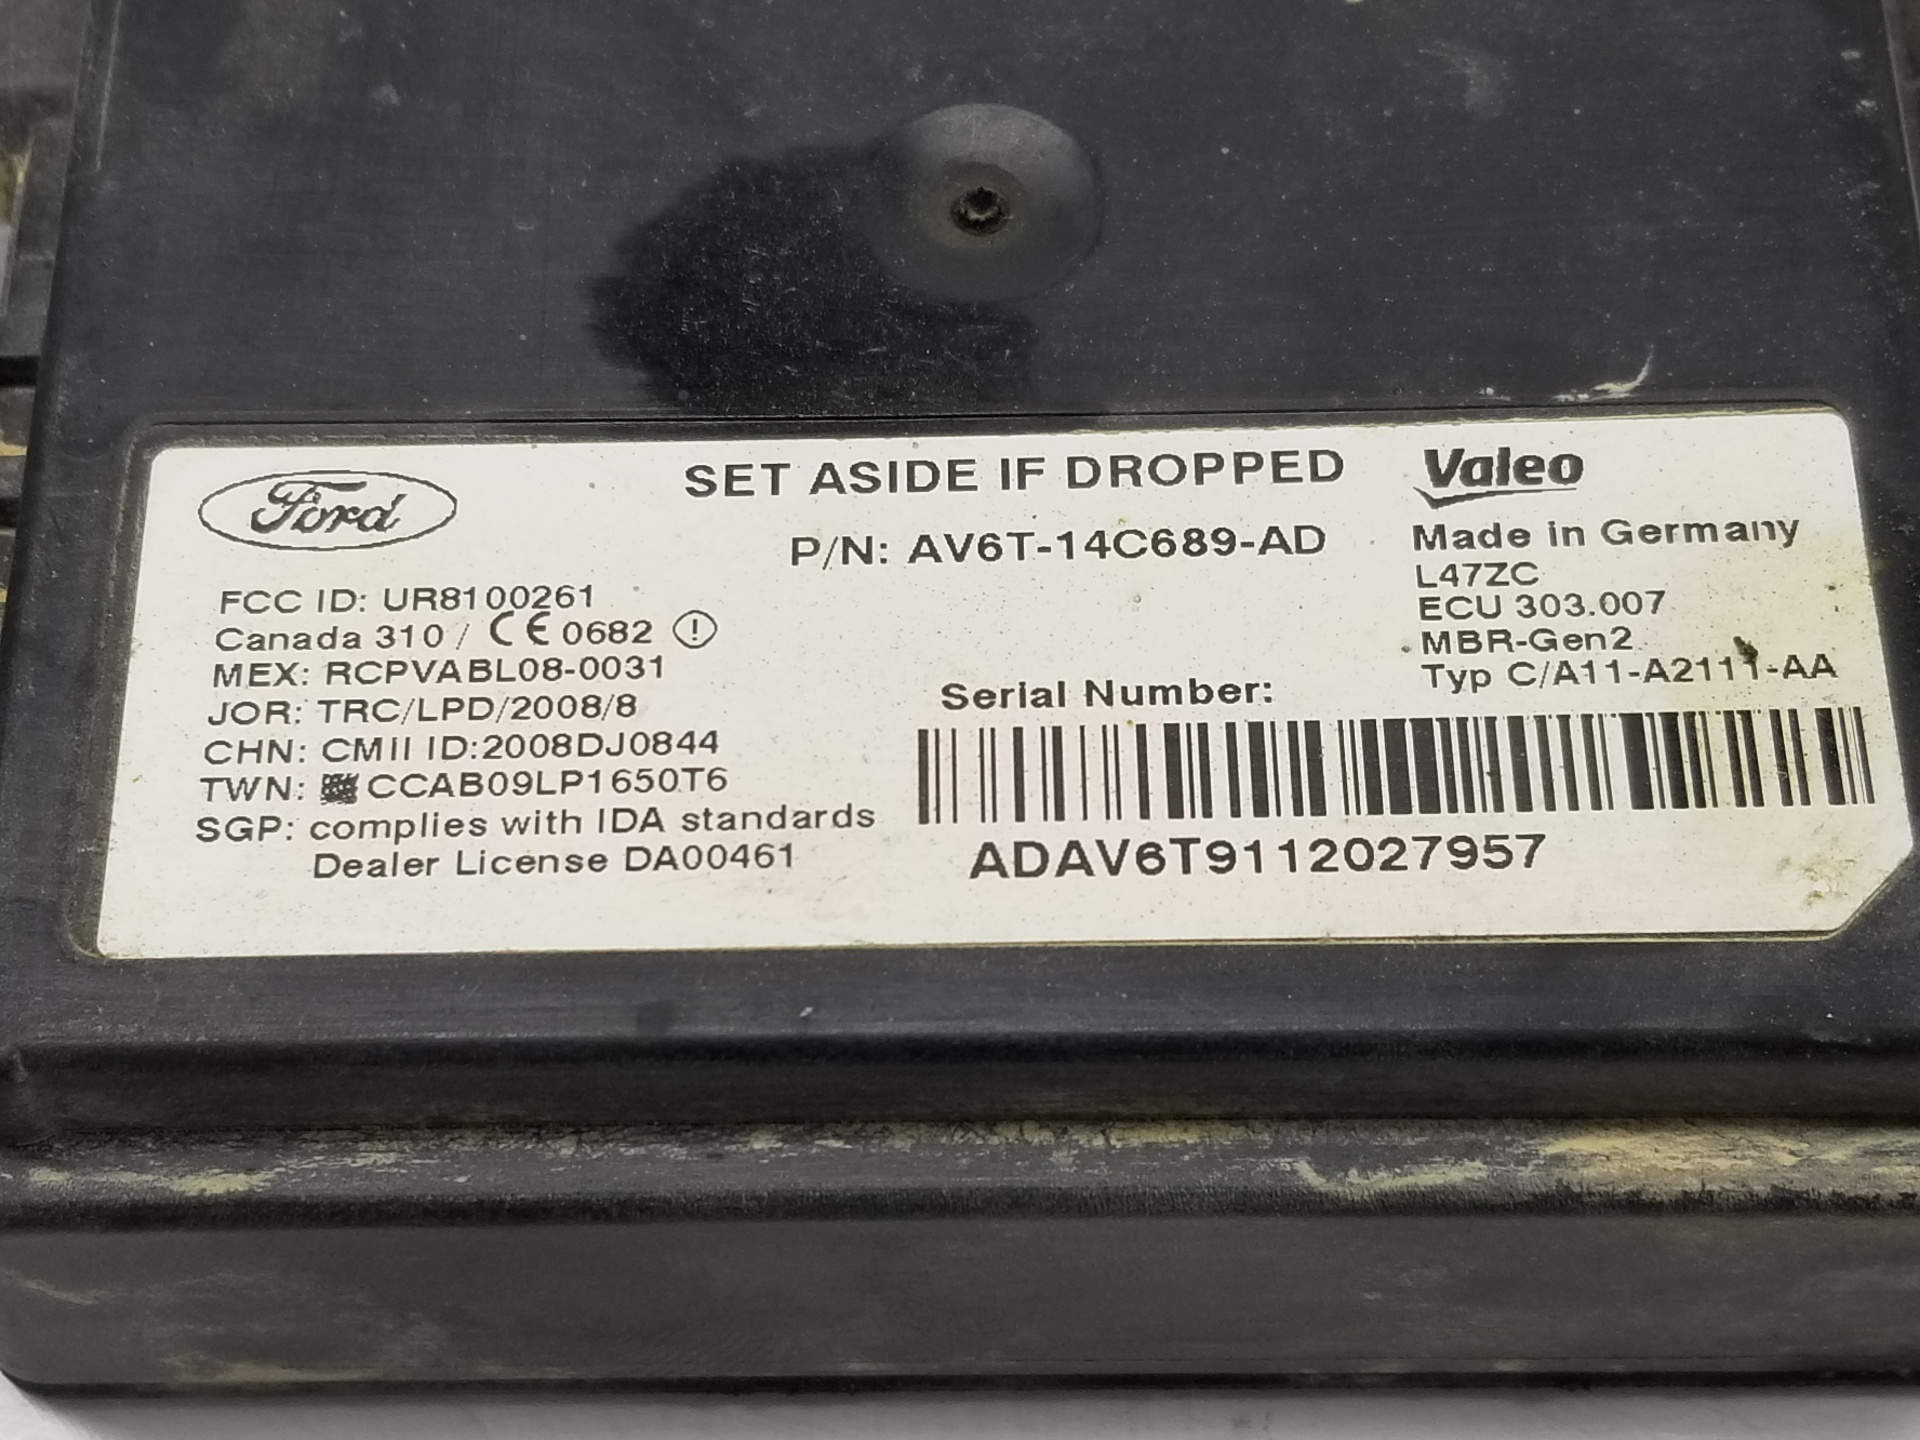 Ford
SET ASIDE IF DROPPED
Valeo
P/N: AV6T-14C689-AD
Made in Germany
L47ZC
ECU 303.007
MBR-Gen2
Typ C/A11-A2111-AA
FCC ID: UR8100261
Canada 310 / CE 0682
MEX: RCPVABL08-0031
JOR: TRC/LPD/2008/8
CHN: CMII ID:2008DJ0844
TWN: CCAB09LP1650T6
SGP: complies with IDA standards
Dealer License DA00461
Serial Number:
ADAV6T9112027957